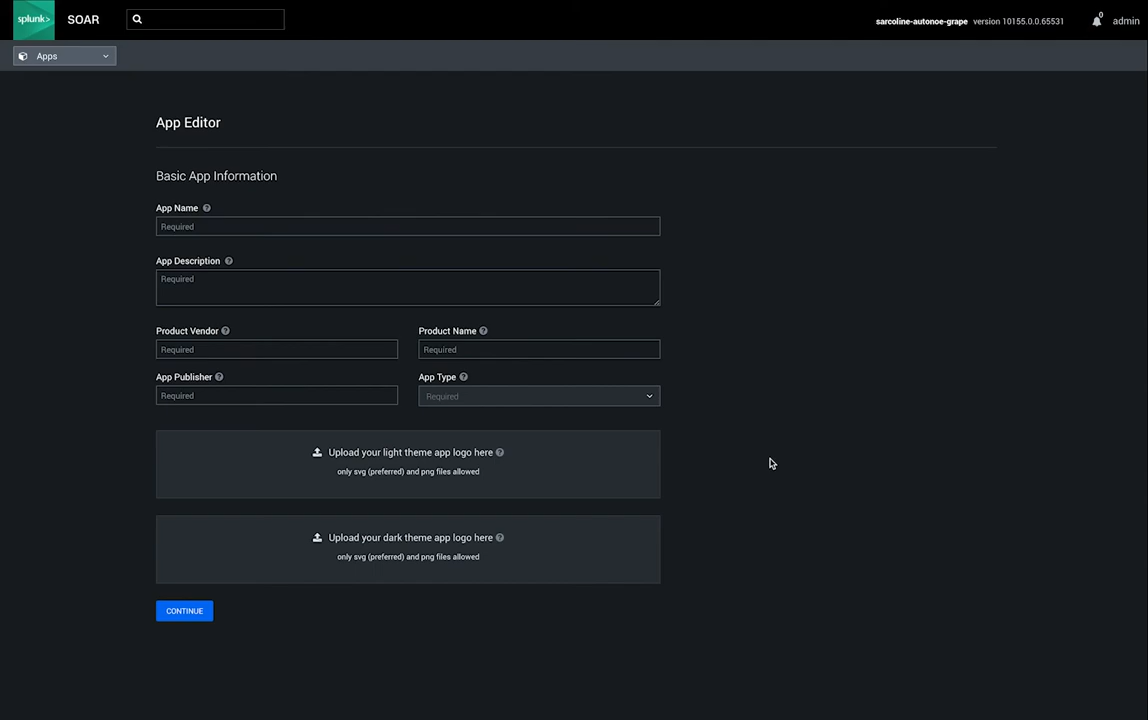 splunk> SOAR sarcoline-autonoe-grape version 10155.0.0.65531 0 admin
Apps
App Editor
Basic App Information
App Name ?
Required
App Description ?
Required
Product Vendor ? Product Name ?
Required Required
App Publisher ? App Type ?
Required Required
Upload your light theme app logo here ?
only svg (preferred) and png files allowed
Upload your dark theme app logo here ?
only svg (preferred) and png files allowed
CONTINUE